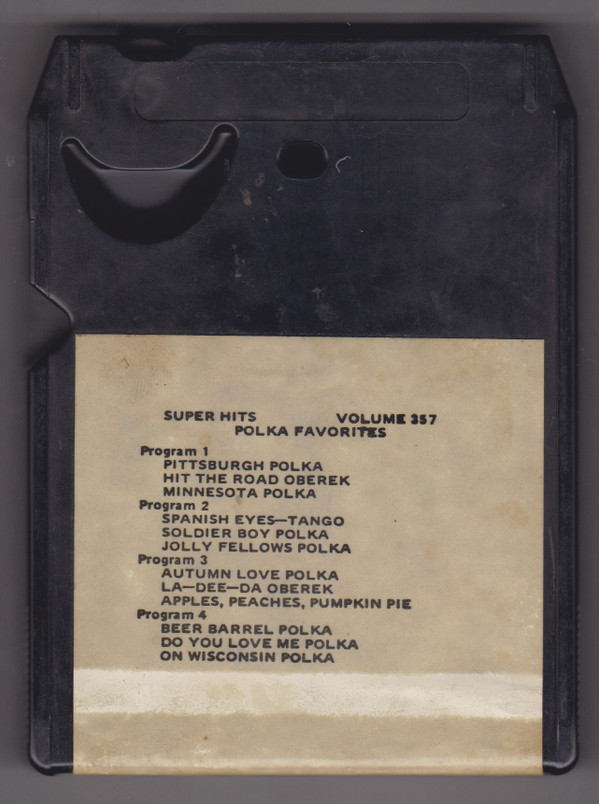 SUPER HITS VOLUME 357
POLKA FAVORITES
Program 1
PITTSBURGH POLKA
HIT THE ROAD OBEREK
MINNESOTA POLKA
Program 2
SPANISH EYES—TANGO
SOLDIER BOY POLKA
JOLLY FELLOWS POLKA
Program 3
AUTUMN LOVE POLKA
LA—DEE—DA OBEREK
APPLES, PEACHES, PUMPKIN PIE
Program 4
BEER BARREL POLKA
DO YOU LOVE ME POLKA
ON WISCONSIN POLKA